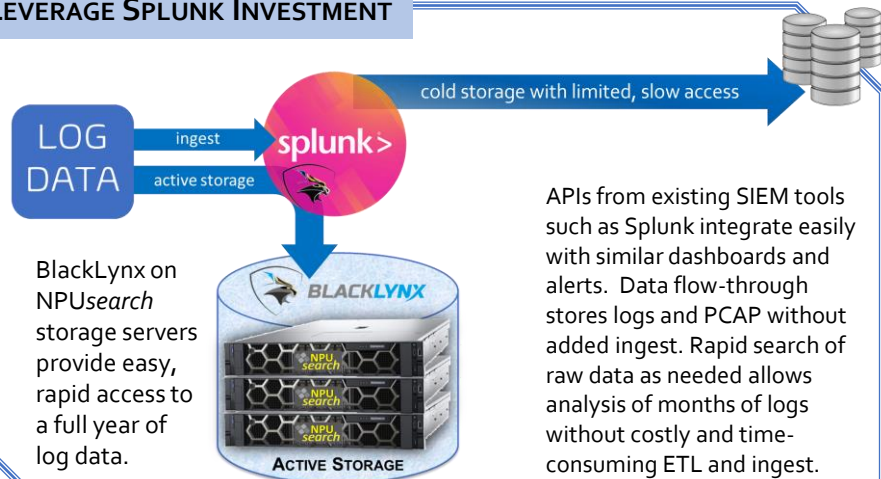 LEVERAGE SPLUNK INVESTMENT
cold storage with limited, slow access
LOG
DATA
ingest
active storage
splunk>
BlackLynx on
NPUsearch
storage servers
provide easy,
rapid access to
a full year of
log data.
BLACKLYNX
NPU
search
NPU
search
NPU
search
ACTIVE STORAGE
APIs from existing SIEM tools
such as Splunk integrate easily
with similar dashboards and
alerts.  Data flow-through
stores logs and PCAP without
added ingest. Rapid search of
raw data as needed allows
analysis of months of logs
without costly and time-
consuming ETL and ingest.